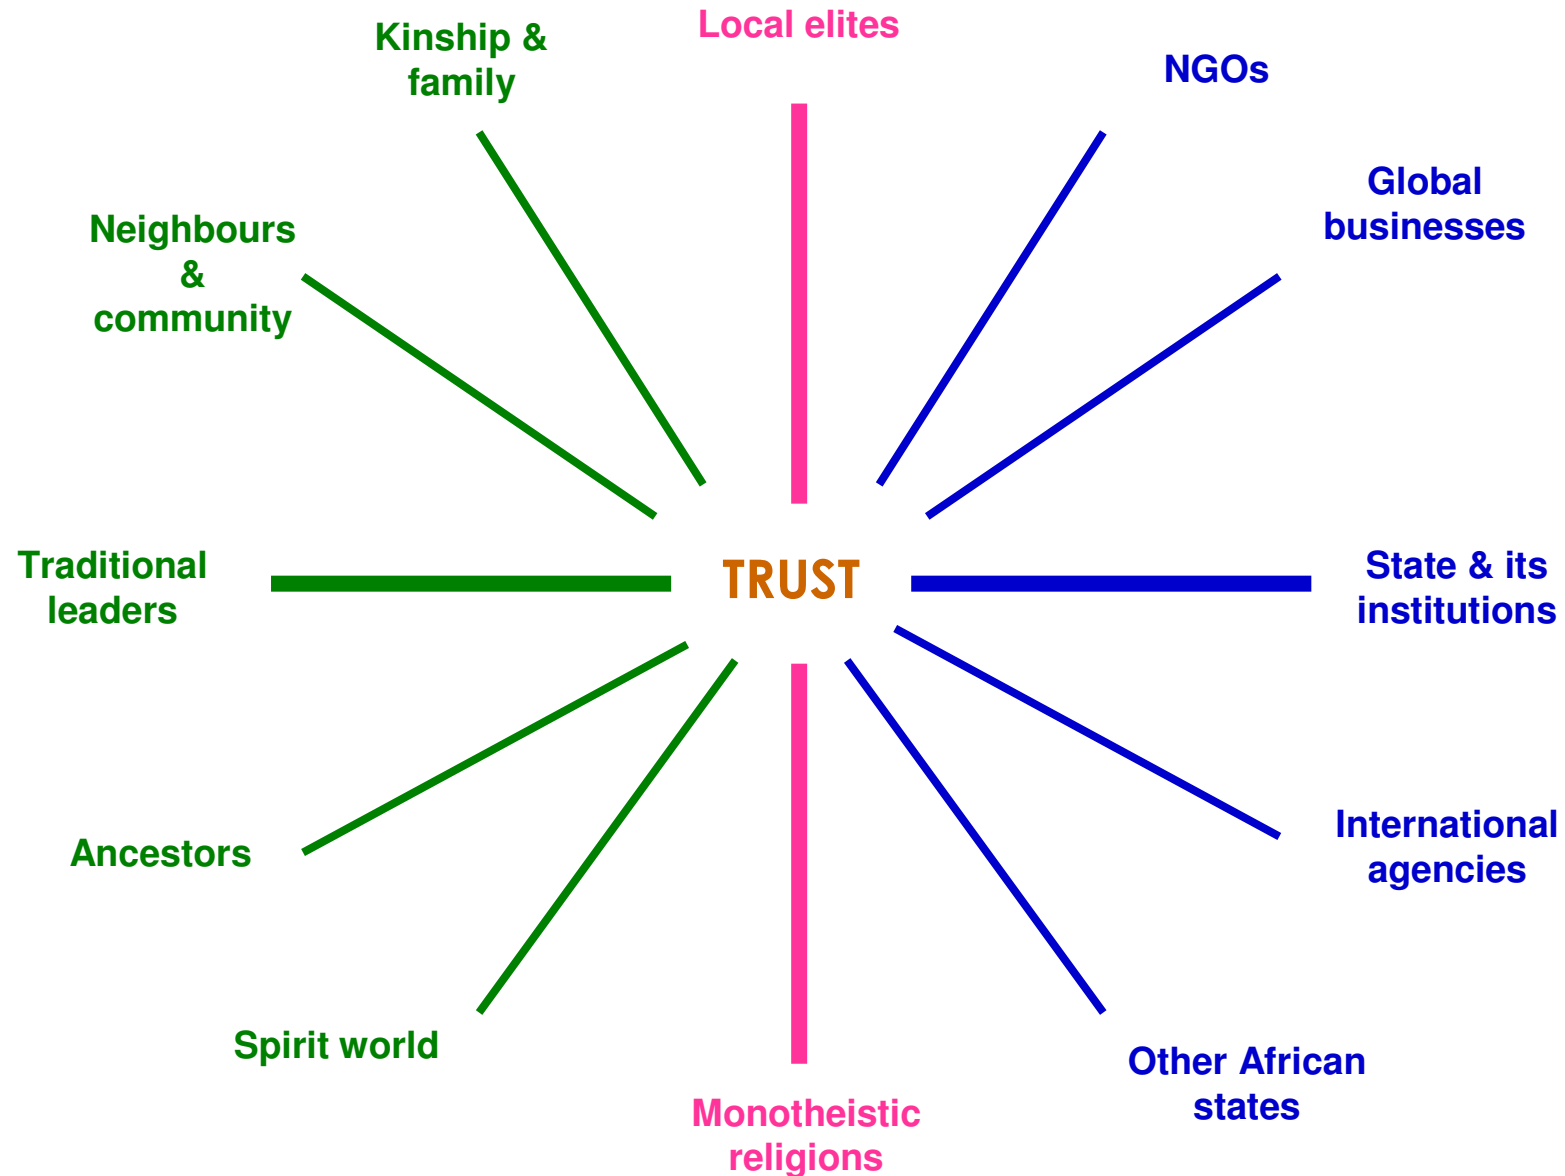 Local elites
Kinship &
family
NGOs
Global
businesses
Neighbours
&
community
Traditional
leaders
TRUST
State & its
institutions
International
agencies
Ancestors
Spirit world
Other African
states
Monotheistic
religions